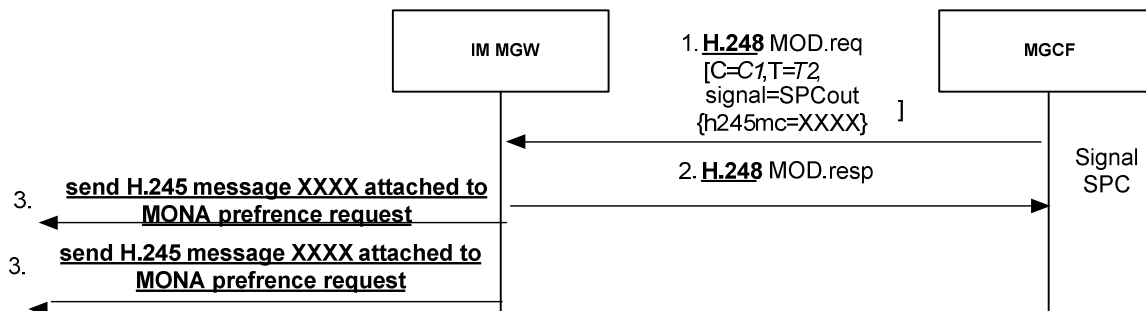 IM MGW
MGCF
1. H.248 MOD.req
[C=C1,T=T2,
signal=SPCout
{h245mc=XXXX} ]
Signal
SPC
2. H.248 MOD.resp
3. send H.245 message XXXX attached to
MONA prefrence request
3. send H.245 message XXXX attached to
MONA prefrence request